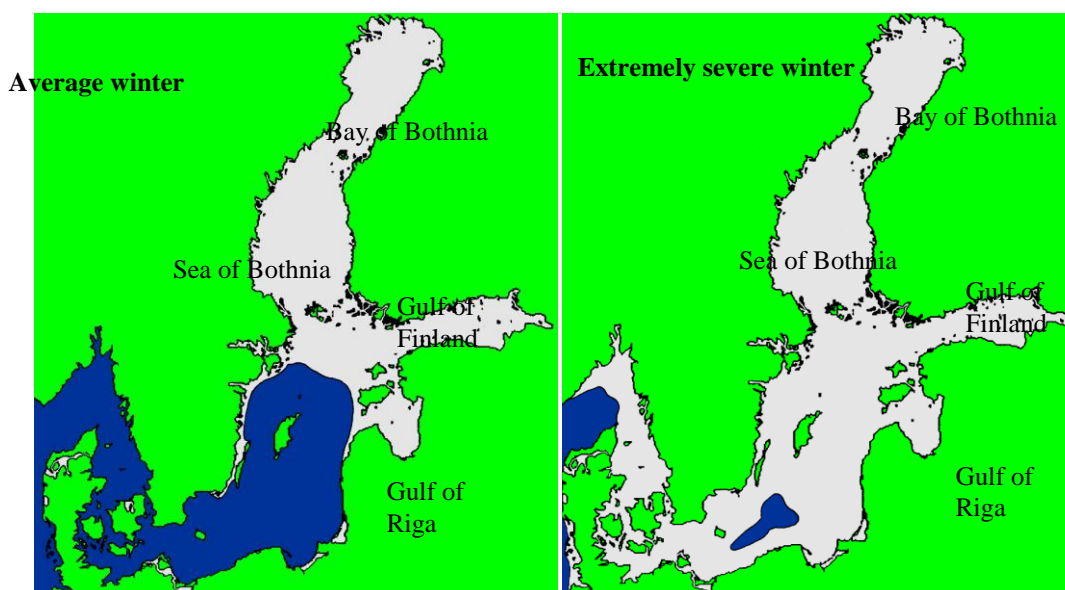 Average winter
Bay of Bothnia
Sea of Bothnia
Gulf of
Finland
Gulf of
Riga
Extremely severe winter
Bay of Bothnia
Sea of Bothnia
Gulf of
Finland
Gulf of
Riga